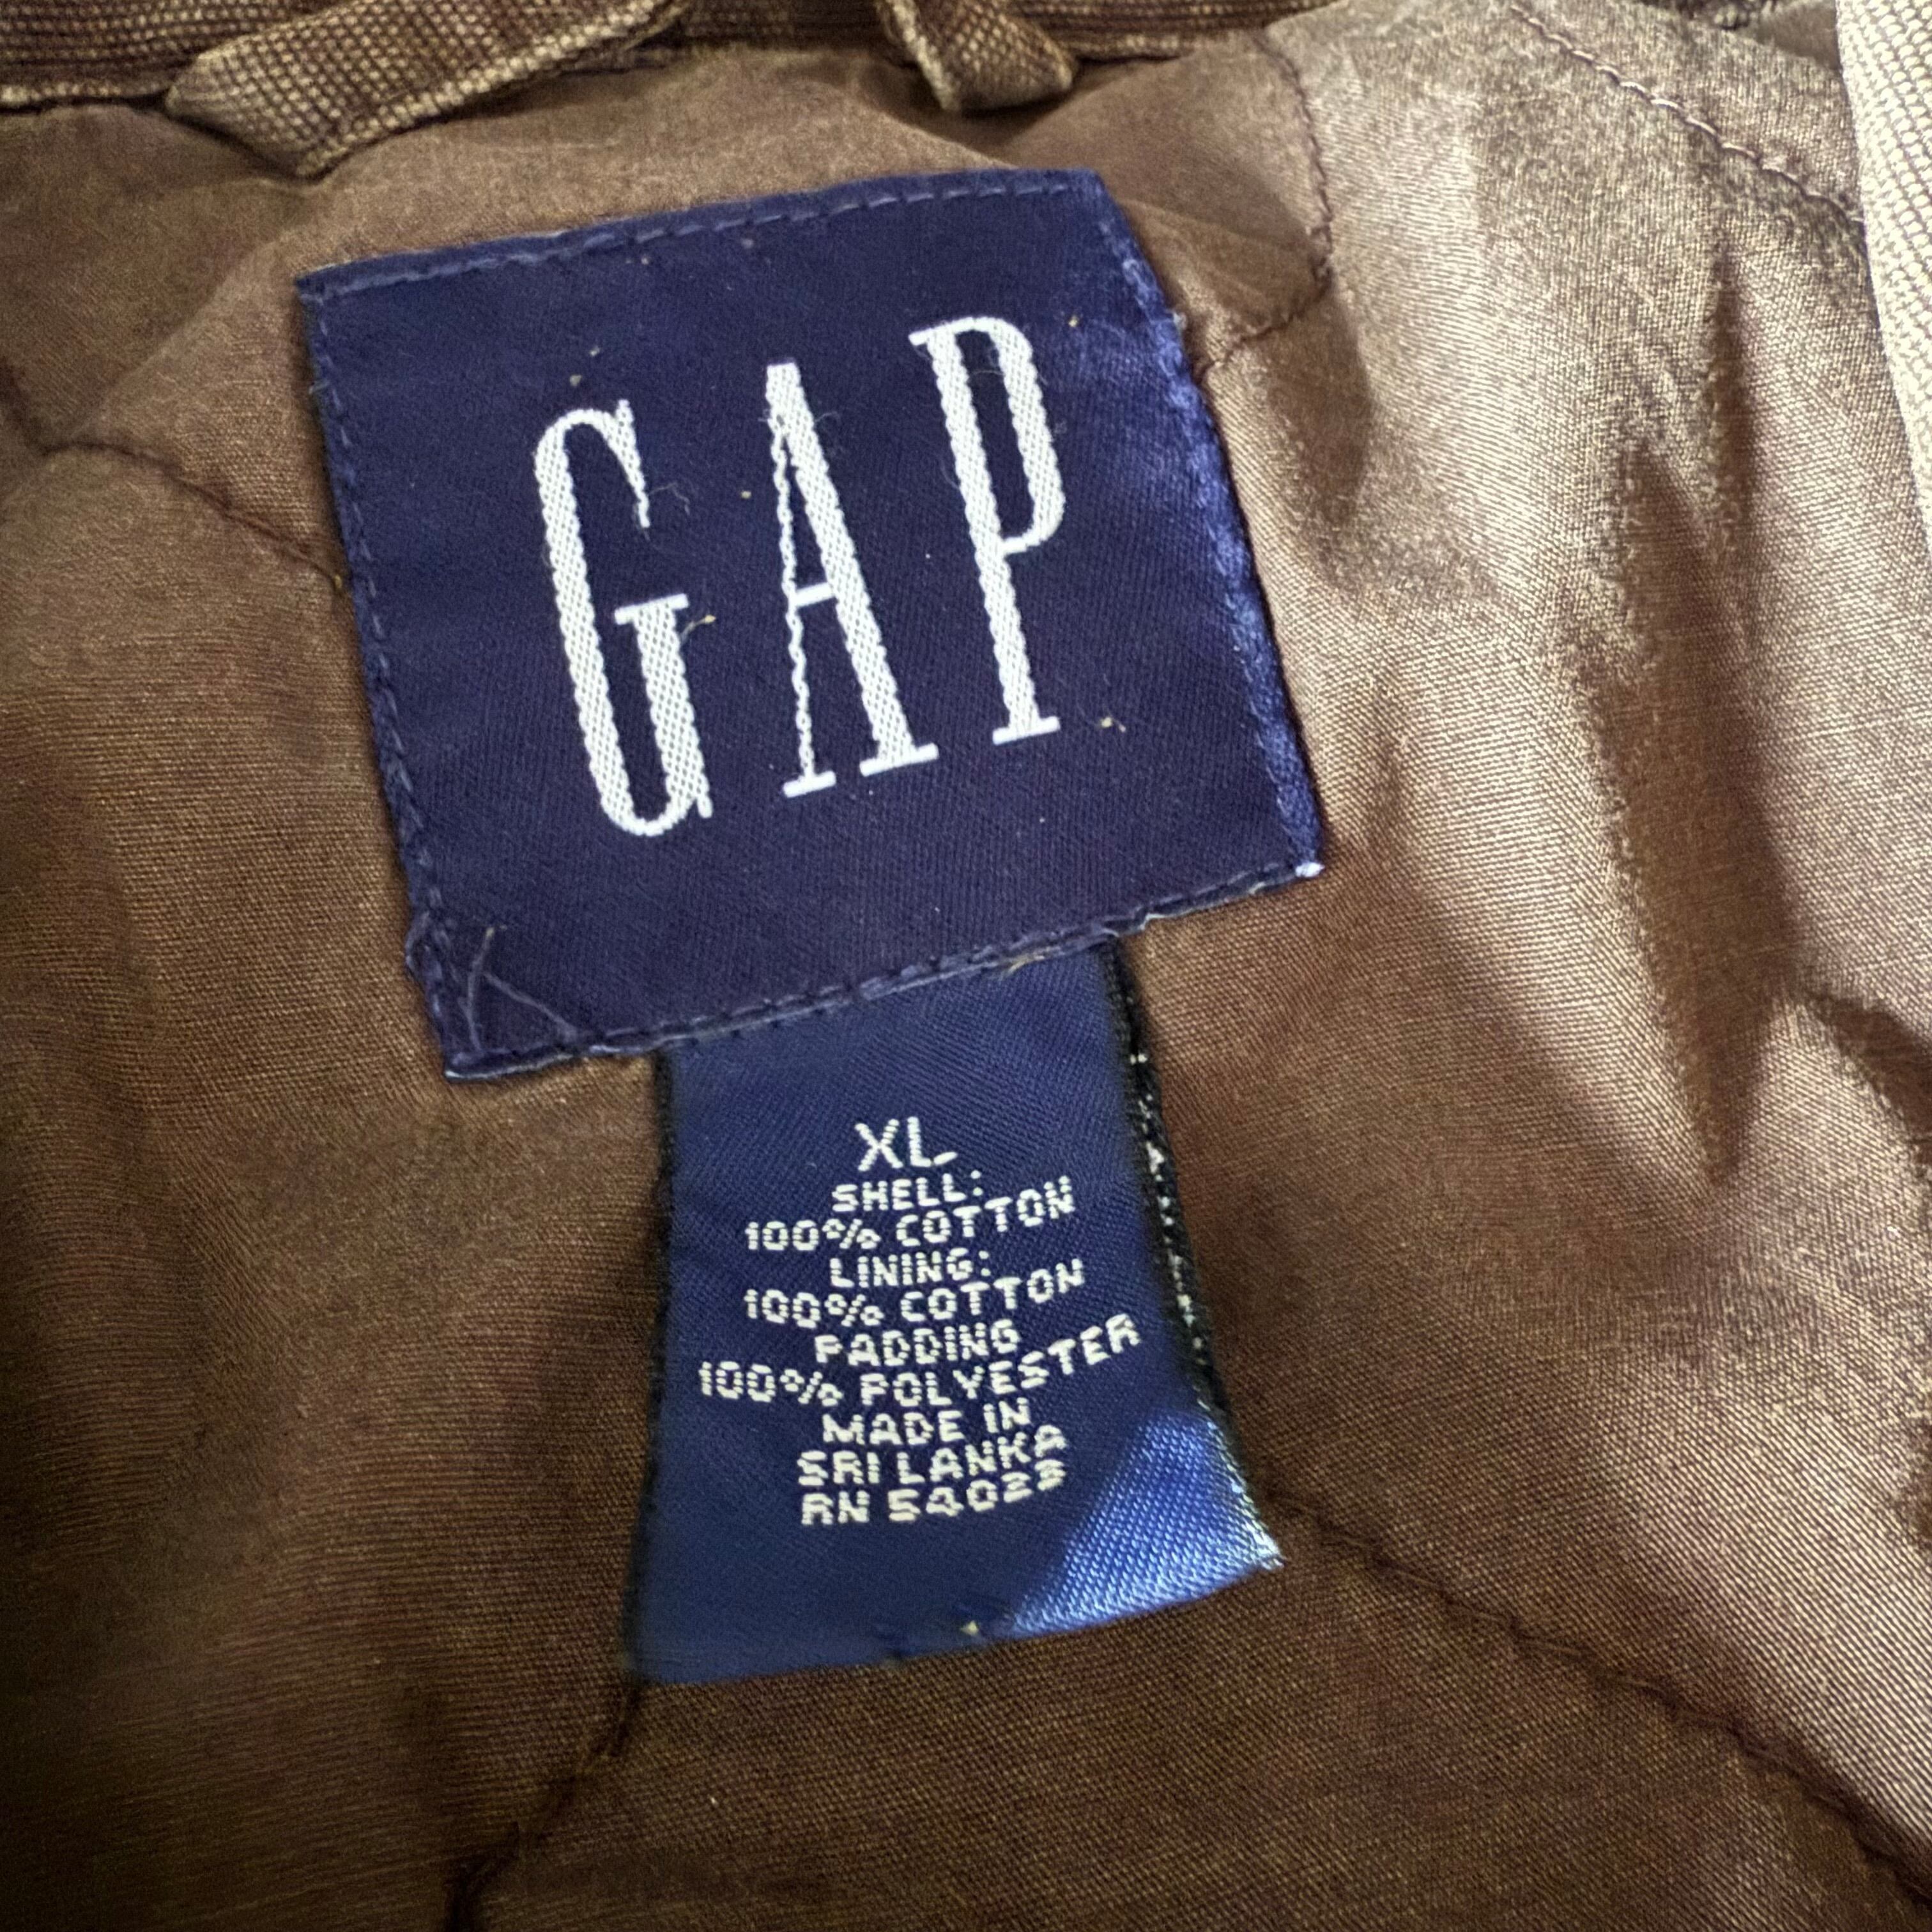 GAP
XL
SHELL:
100% COTTON
LINING:
100% COTTON
PADDING
100% POLYESTER
MADE IN
SRI LANKA
RN 54023